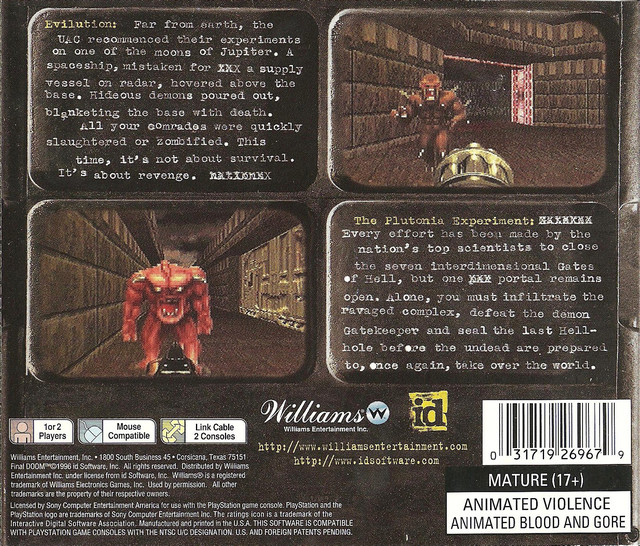 Evilution: Far from earth, the
UAC recommenced their experiments
on one of the moons of Jupiter. A
spaceship, mistaken for XXX a supply
vessel on radar, hovered above the
base. Hideous demons poured out,
blanketing the base with death.
All your comrades were quickly
slaughtered or zombified. This
time, it's not about survival.
It's about revenge.
The Plutonia Experiment:
Every effort has been made by the
nation's top scientists to close
the seven interdimensional Gates
of Hell, but one XXX portal remains
open. Alone, you must infiltrate the
ravaged complex, defeat the demon
Gatekeeper and seal the last Hell-
hole before the undead are prepared
to, once again, take over the world.
1 or 2
Players
Mouse
Compatible
Link Cable
2 Consoles
Williams W
Williams Entertainment Inc.
id
http://www.williamsentertainment.com
http://www.idsoftware.com
Williams Entertainment, Inc. • 1800 South Business 45 • Corsicana, Texas 75151
Final DOOM™©1996 id Software, Inc. All rights reserved. Distributed by Williams
Entertainment Inc. under license from id Software, Inc. Williams® is a registered
trademark of Williams Electronics Games, Inc. Used by permission. All other
trademarks are the property of their respective owners.
Licensed by Sony Computer Entertainment America for use with the PlayStation game console. PlayStation and the
PlayStation logo are trademarks of Sony Computer Entertainment Inc. The ratings icon is a trademark of the
Interactive Digital Software Association. Manufactured and printed in the U.S.A. THIS SOFTWARE IS COMPATIBLE
WITH PLAYSTATION GAME CONSOLES WITH THE NTSC U/C DESIGNATION. U.S. AND FOREIGN PATENTS PENDING.
0 31719 26967 9
MATURE (17+)
ANIMATED VIOLENCE
ANIMATED BLOOD AND GORE